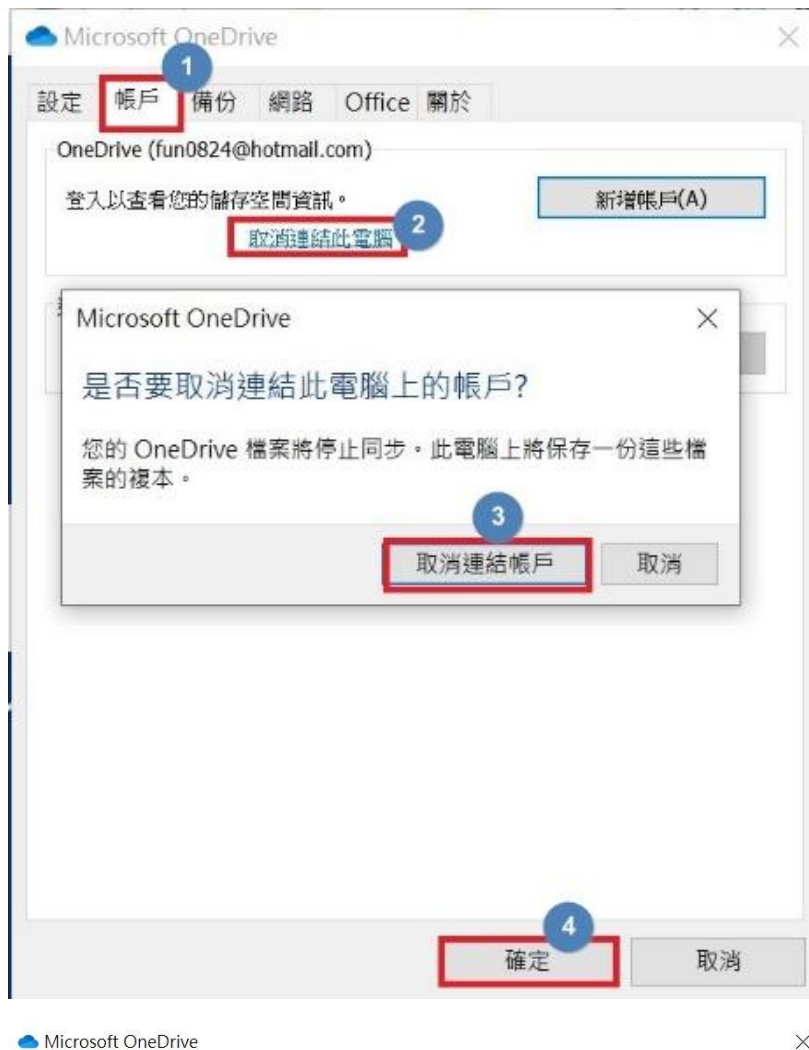 Microsoft OneDrive
1
設定 帳戶 備份 網路 Office 關於
OneDrive (fun0824@hotmail.com)
登入以查看您的儲存空間資訊。
新增帳戶(A)
取消連結此電腦
2
Microsoft OneDrive
是否要取消連結此電腦上的帳戶?
您的 OneDrive 檔案將停止同步。此電腦上將保存一份這些檔
案的複本。
3
取消連結帳戶 取消
4
確定 取消
Microsoft OneDrive